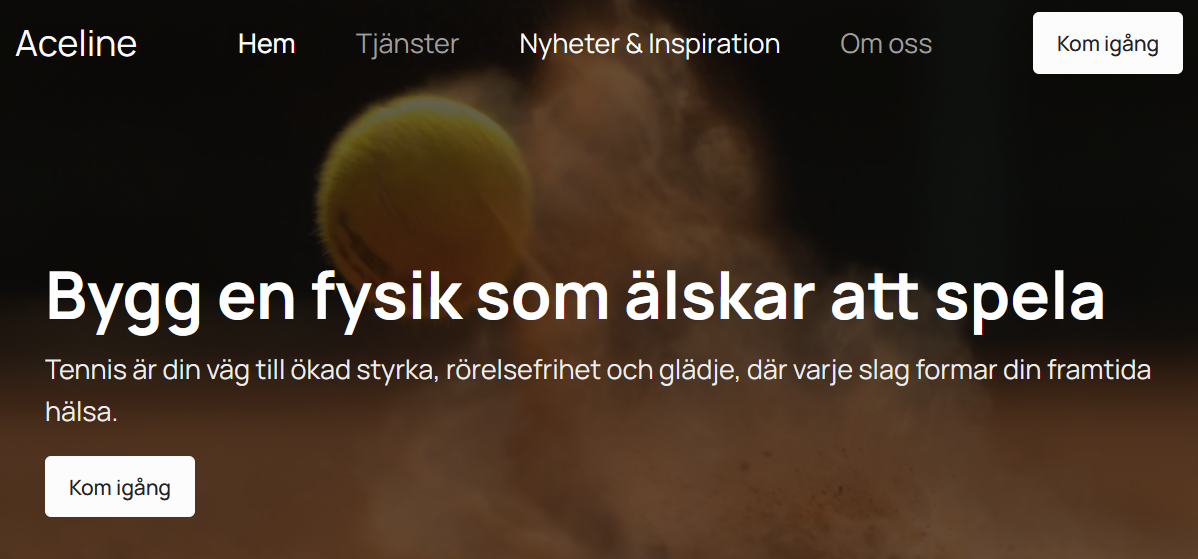 Aceline Hem Tjänster Nyheter & Inspiration Om oss Kom igång
Bygg en fysik som älskar att spela
Tennis är din väg till ökad styrka, rörelsefrihet och glädje, där varje slag formar din framtida
hälsa.
Kom igång